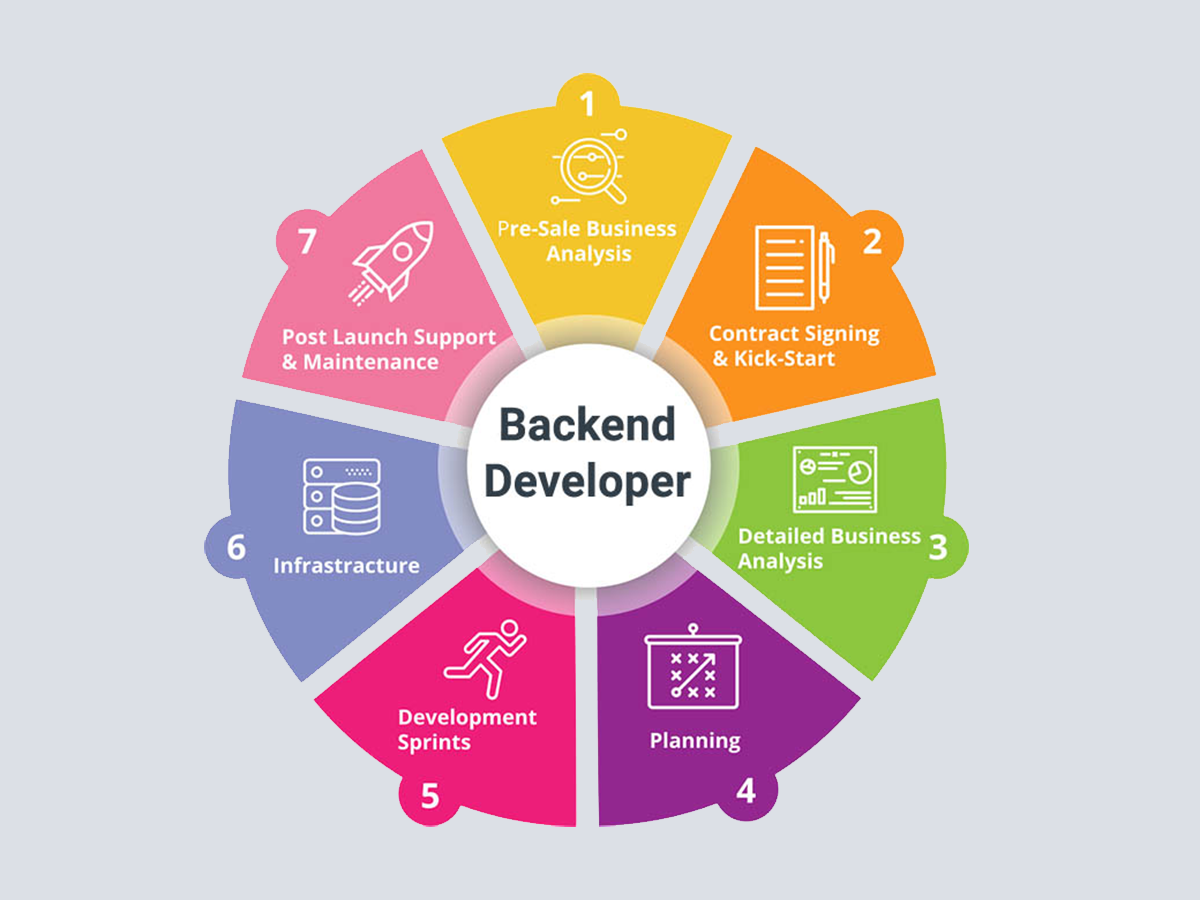 1
Pre-Sale Business
Analysis
2
Contract Signing
& Kick-Start
3
Detailed Business
Analysis
4
Planning
5
Development
Sprints
6
Infrastracture
7
Post Launch Support
& Maintenance
Backend
Developer